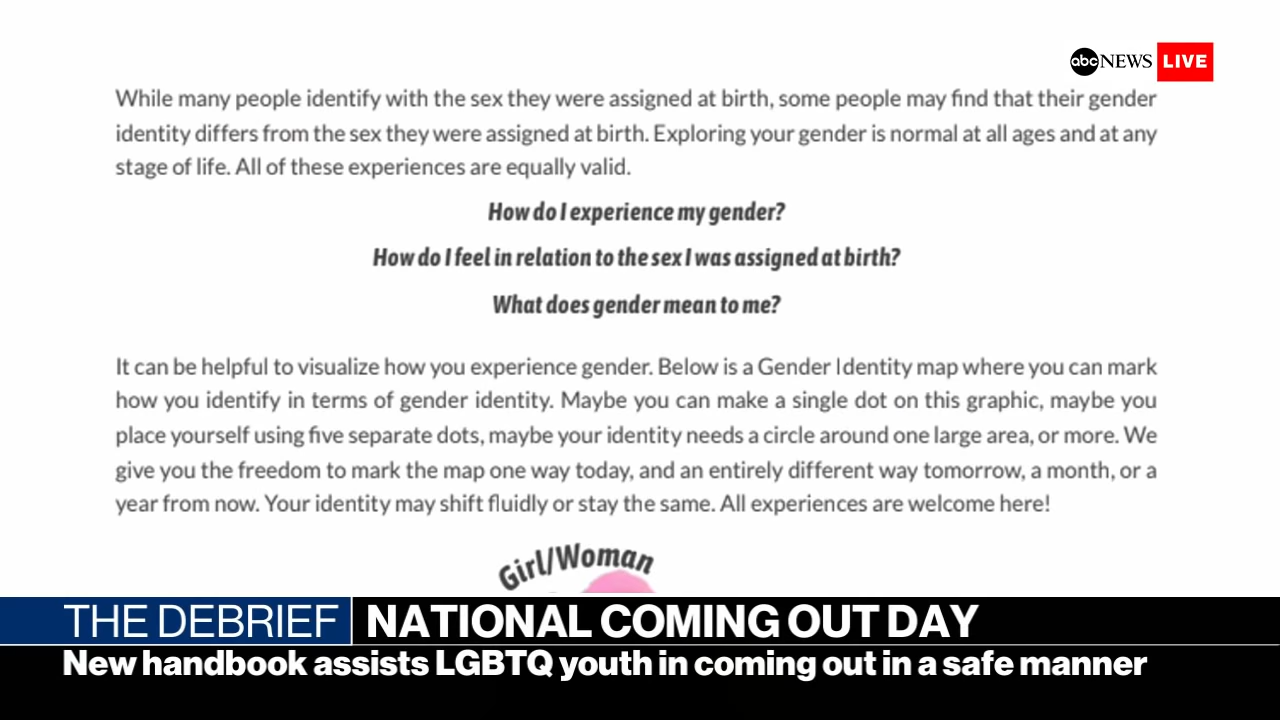 abc NEWS LIVE
While many people identify with the sex they were assigned at birth, some people may find that their gender
identity differs from the sex they were assigned at birth. Exploring your gender is normal at all ages and at any
stage of life. All of these experiences are equally valid.
How do I experience my gender?
How do I feel in relation to the sex I was assigned at birth?
What does gender mean to me?
It can be helpful to visualize how you experience gender. Below is a Gender Identity map where you can mark
how you identify in terms of gender identity. Maybe you can make a single dot on this graphic, maybe you
place yourself using five separate dots, maybe your identity needs a circle around one large area, or more. We
give you the freedom to mark the map one way today, and an entirely different way tomorrow, a month, or a
year from now. Your identity may shift fluidly or stay the same. All experiences are welcome here!
Girl/Woman
THE DEBRIEF NATIONAL COMING OUT DAY
New handbook assists LGBTQ youth in coming out in a safe manner